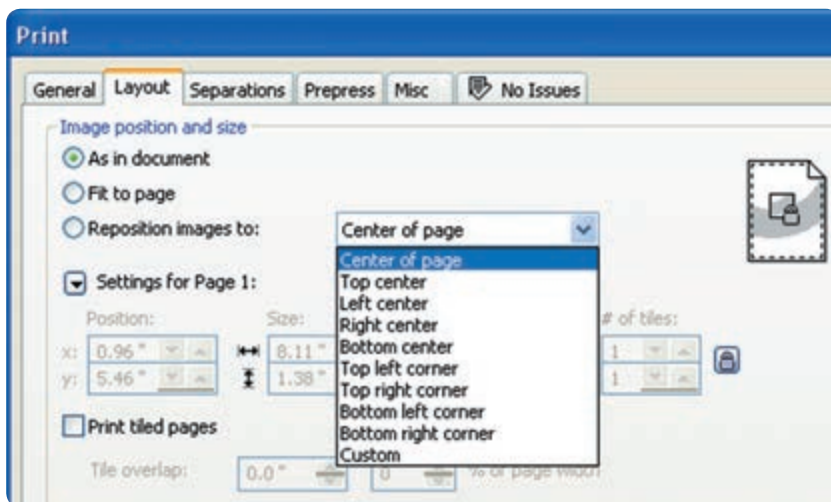 Print
General Layout Separations Prepress Misc No Issues
Image position and size
As in document
Fit to page
Reposition images to: Center of page
Center of page
Settings for Page 1:
Top center
Left center
Position: Size: Right center # of tiles:
x: 0.96 " 8.11 " Bottom center 1
Top left corner
y: 5.46 " 1.38 " Top right corner 1
Bottom left corner
Print tiled pages Bottom right corner
Custom
Tile overlap: 0.0 " 0 % of page width